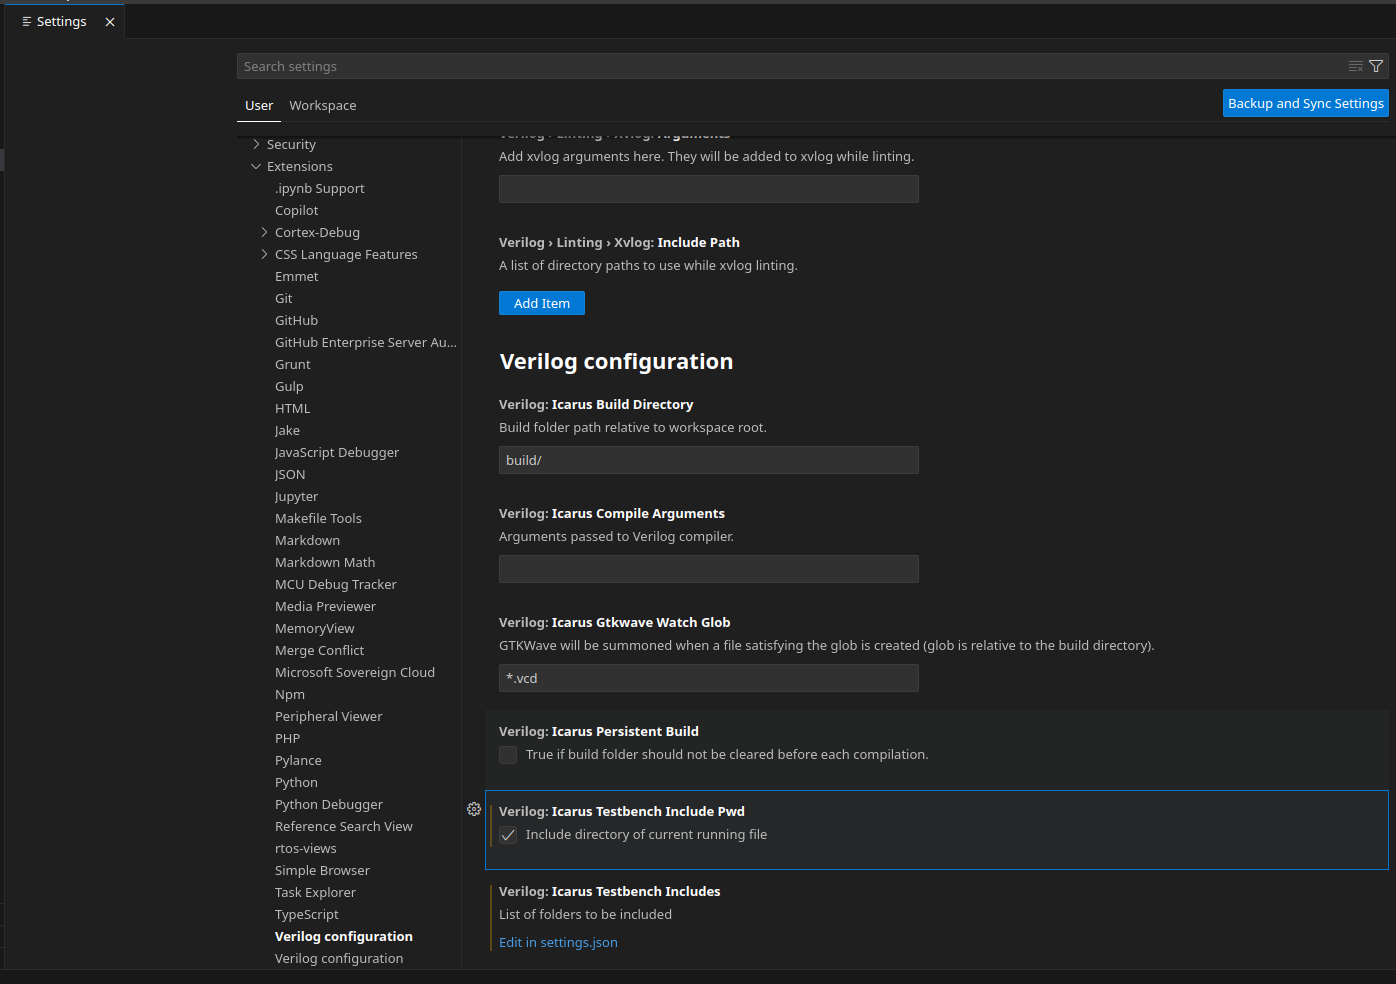 Settings
Search settings
User
Workspace
Backup and Sync Settings
Security
Extensions
.ipynb Support
Copilot
Cortex-Debug
CSS Language Features
Emmet
Git
GitHub
GitHub Enterprise Server Au...
Grunt
Gulp
HTML
Jake
JavaScript Debugger
JSON
Jupyter
Makefile Tools
Markdown
Markdown Math
MCU Debug Tracker
Media Previewer
MemoryView
Merge Conflict
Microsoft Sovereign Cloud
Npm
Peripheral Viewer
PHP
Pylance
Python
Python Debugger
Reference Search View
rtos-views
Simple Browser
Task Explorer
TypeScript
Verilog configuration
Verilog configuration
Verilog › Linting › Xvlog: Arguments
Add xvlog arguments here. They will be added to xvlog while linting.
Verilog › Linting › Xvlog: Include Path
A list of directory paths to use while xvlog linting.
Add Item
Verilog configuration
Verilog: Icarus Build Directory
Build folder path relative to workspace root.
build/
Verilog: Icarus Compile Arguments
Arguments passed to Verilog compiler.
Verilog: Icarus Gtkwave Watch Glob
GTKWave will be summoned when a file satisfying the glob is created (glob is relative to the build directory).
*.vcd
Verilog: Icarus Persistent Build
True if build folder should not be cleared before each compilation.
Verilog: Icarus Testbench Include Pwd
Include directory of current running file
Verilog: Icarus Testbench Includes
List of folders to be included
Edit in settings.json